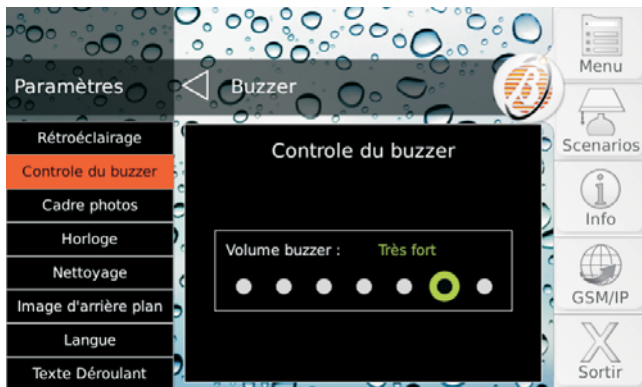 Paramètres
Buzzer
Menu
Rétroéclairage
Controle du buzzer
Cadre photos
Horloge
Nettoyage
Image d'arrière plan
Langue
Texte Déroulant
Controle du buzzer
Volume buzzer : Très fort
Scenarios
Info
GSM/IP
Sortir